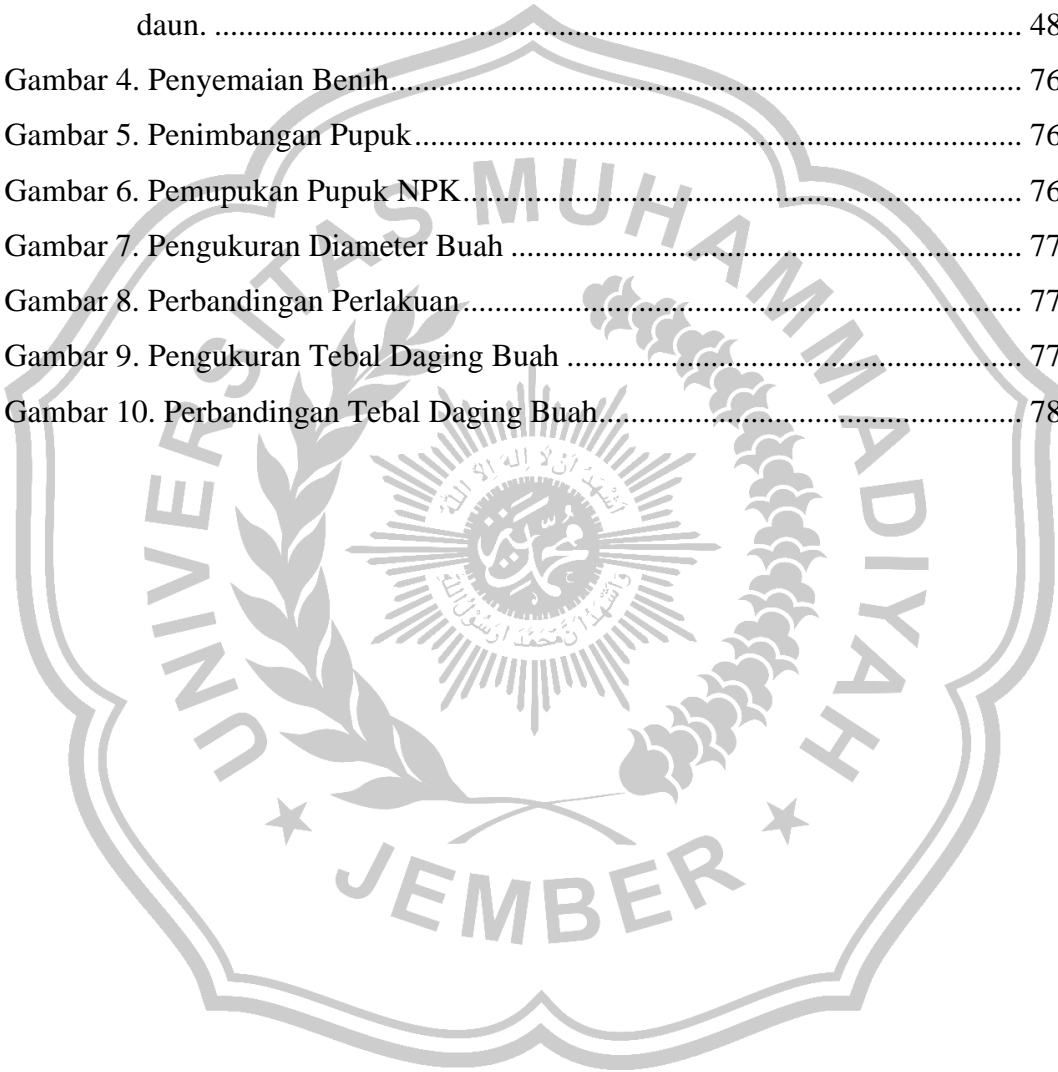 daun. ........................................................................................................ 48
Gambar 4. Penyemaian Benih................................................................................. 76
Gambar 5. Penimbangan Pupuk.............................................................................. 76
Gambar 6. Pemupukan Pupuk NPK........................................................................ 76
Gambar 7. Pengukuran Diameter Buah .................................................................. 77
Gambar 8. Perbandingan Perlakuan........................................................................ 77
Gambar 9. Pengukuran Tebal Daging Buah ........................................................... 77
Gambar 10. Perbandingan Tebal Daging Buah....................................................... 78
UNIVERSITAS MUHAMMADIYAH
JEMBER